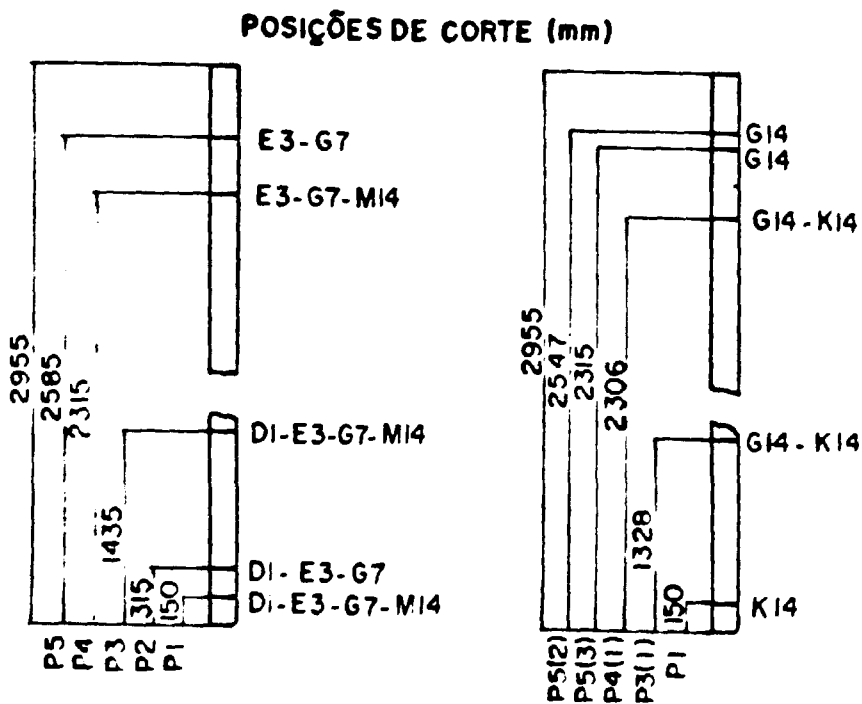 POSIÇÕES DE CORTE (mm)
E3-G7
E3-G7-M14
D1-E3-G7-M14
D1-E3-G7
D1-E3-G7-M14
2955
2585
2315
1435
315
150
P5
P4
P3
P2
P1
G14
G14
G14-K14
G14-K14
K14
2955
2547
2315
2306
1328
150
P5(2)
P5(3)
P4(1)
P3(1)
P1